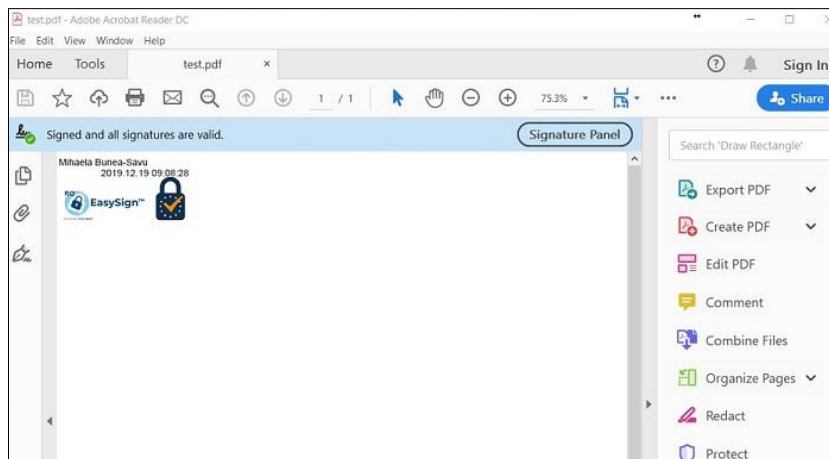 test.pdf - Adobe Acrobat Reader DC
File Edit View Window Help
Home Tools test.pdf × Sign In
1 / 1 75.3% Share
Signed and all signatures are valid. Signature Panel
Search 'Draw Rectangle'
Mihaela Bunea-Savu
2019.12.19 09:08:28
EasySign™
Export PDF
Create PDF
Edit PDF
Comment
Combine Files
Organize Pages
Redact
Protect